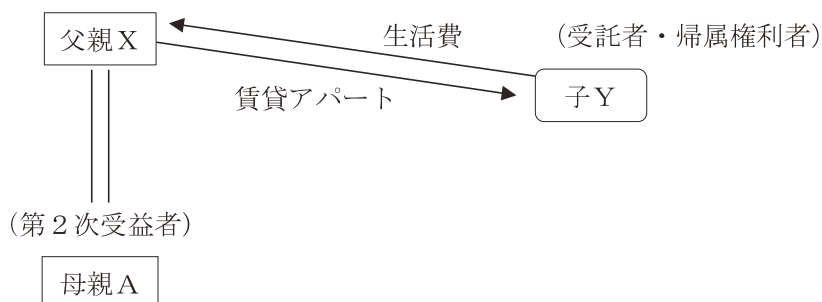 父親X
生活費
（受託者・帰属権利者）
賃貸アパート
子Y
（第２次受益者）
母親A